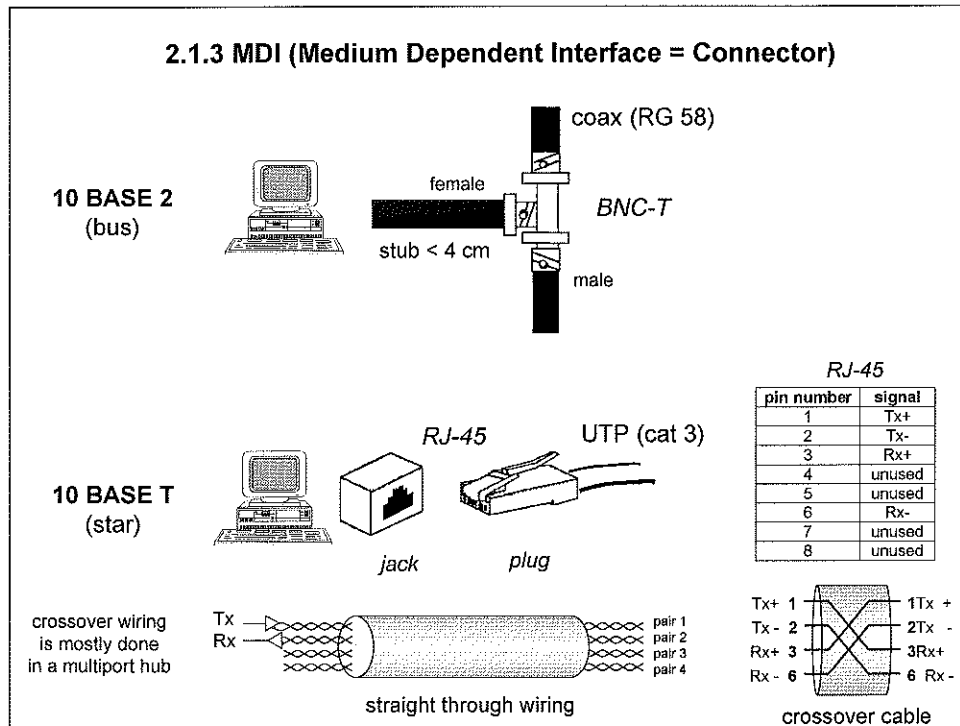 2.1.3 MDI (Medium Dependent Interface = Connector)
coax (RG 58)
10 BASE 2
(bus)
female
BNC-T
stub < 4 cm
male
RJ-45
pin number signal
1 Tx+
2 Tx-
3 Rx+
4 unused
5 unused
6 Rx-
7 unused
8 unused
RJ-45
UTP (cat 3)
10 BASE T
(star)
jack
plug
crossover wiring
is mostly done
in a multiport hub
Tx
Rx
pair 1
pair 2
pair 3
pair 4
straight through wiring
Tx+ 1 1Tx +
Tx - 2 2Tx -
Rx+ 3 3Rx+
Rx - 6 6 Rx -
crossover cable